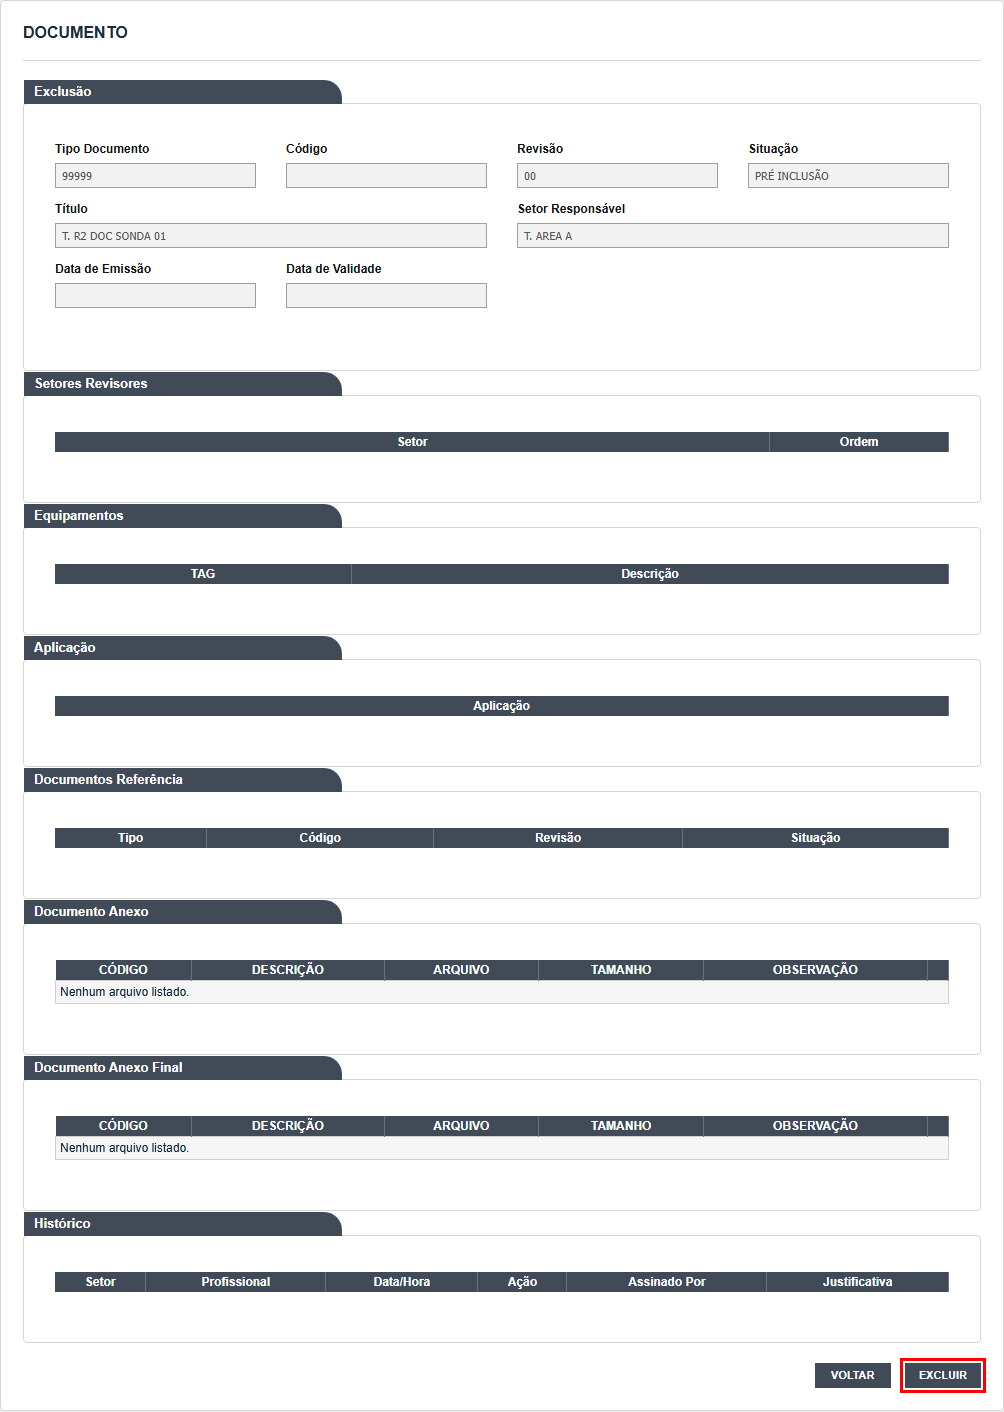 DOCUMENTO
Exclusão
Tipo Documento Código Revisão Situação
99999 00 PRÉ INCLUSÃO
Título Setor Responsável
T. R2 DOC SONDA 01 T. AREA A
Data de Emissão Data de Validade
Setores Revisores
Setor Ordem
Equipamentos
TAG Descrição
Aplicação
Aplicação
Documentos Referência
Tipo Código Revisão Situação
Documento Anexo
CÓDIGO DESCRIÇÃO ARQUIVO TAMANHO OBSERVAÇÃO
Nenhum arquivo listado.
Documento Anexo Final
CÓDIGO DESCRIÇÃO ARQUIVO TAMANHO OBSERVAÇÃO
Nenhum arquivo listado.
Histórico
Setor Profissional Data/Hora Ação Assinado Por Justificativa
VOLTAR EXCLUIR